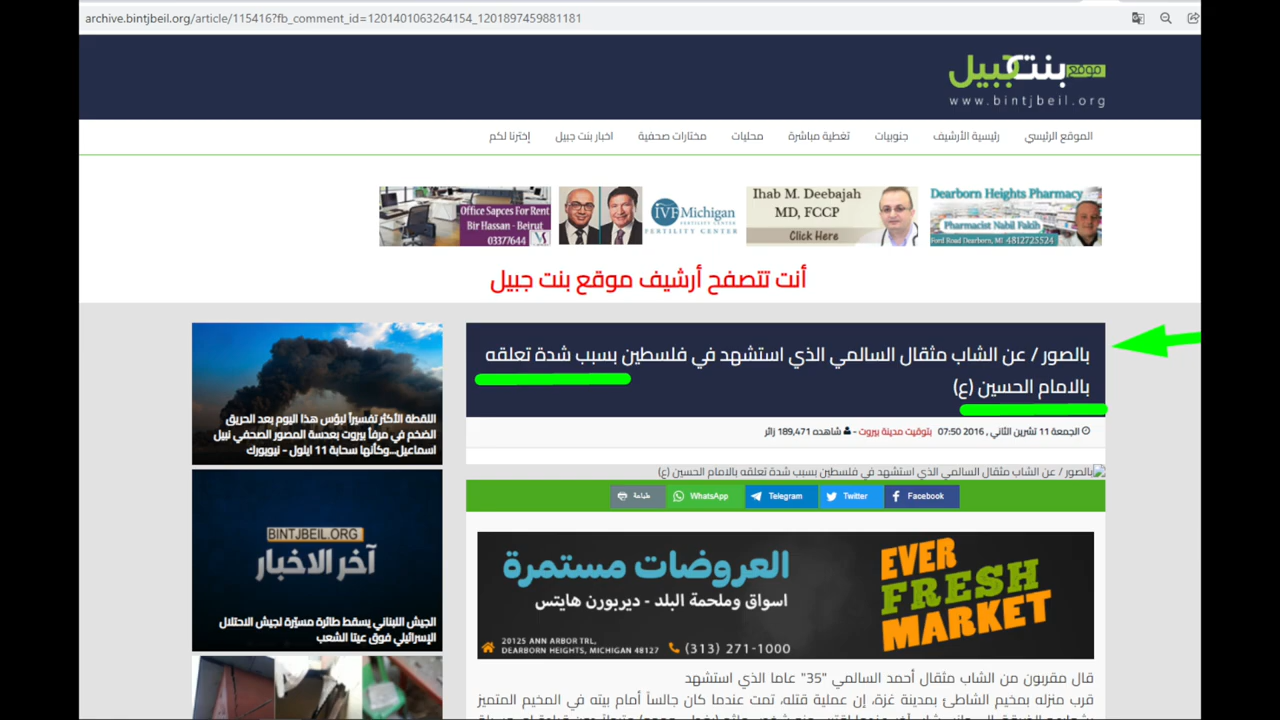 archive.bintjbeil.org/article/115416?fb_comment_id=1201401063264154_1201897459881181
موقع بنت جبيل
www.bintjbeil.org
الموقع الرئيسي رئيسية الأرشيف جنوبيات تغطية مباشرة محليات مختارات صحفية اخبار بنت جبيل إخترنا لكم
Office Sapces For Rent
Bir Hassan - Beirut
03377644
IVF Michigan
FERTILITY CENTER
Ihab M. Deebajah
MD, FCCP
Click Here
Dearborn Heights Pharmacy
Pharmacist Nabil Fakih
Ford Road Dearborn, MI 4812725524
أنت تتصفح أرشيف موقع بنت جبيل
بالصور / عن الشاب مثقال السالمي الذي استشهد في فلسطين بسبب شدة تعلقه
بالامام الحسين (ع)
الجمعة 11 تشرين الثاني , 2016 07:50 بتوقيت مدينة بيروت - شاهده 189,471 زائر
بالصور / عن الشاب مثقال السالمي الذي استشهد في فلسطين بسبب شدة تعلقه بالامام الحسين (ع)
طباعة WhatsApp Telegram Twitter Facebook
العروضات مستمرة
اسواق وملحمة البلد - ديربورن هايتس
20125 ANN ARBOR TRL,
DEARBORN HEIGHTS, MICHIGAN 48127
(313) 271-1000
EVER
FRESH
MARKET
قال مقربون من الشاب مثقال أحمد السالمي "35" عاما الذي استشهد
قرب منزله بمخيم الشاطئ بمدينة غزة، إن عملية قتله، تمت عندما كان جالساً أمام بيته في المخيم المتميز
اللقطة الأكثر تفسيراً لبؤس هذا اليوم بعد الحريق
الضخم في مرفأ بيروت بعدسة المصور الصحفي نبيل
اسماعيل...وكأنها سحابة 11 ايلول - نيويورك
BINTJBEIL.ORG
آخر الاخبار
الجيش اللبناني يسقط طائرة مسيّرة لجيش الاحتلال
الإسرائيلي فوق عيتا الشعب